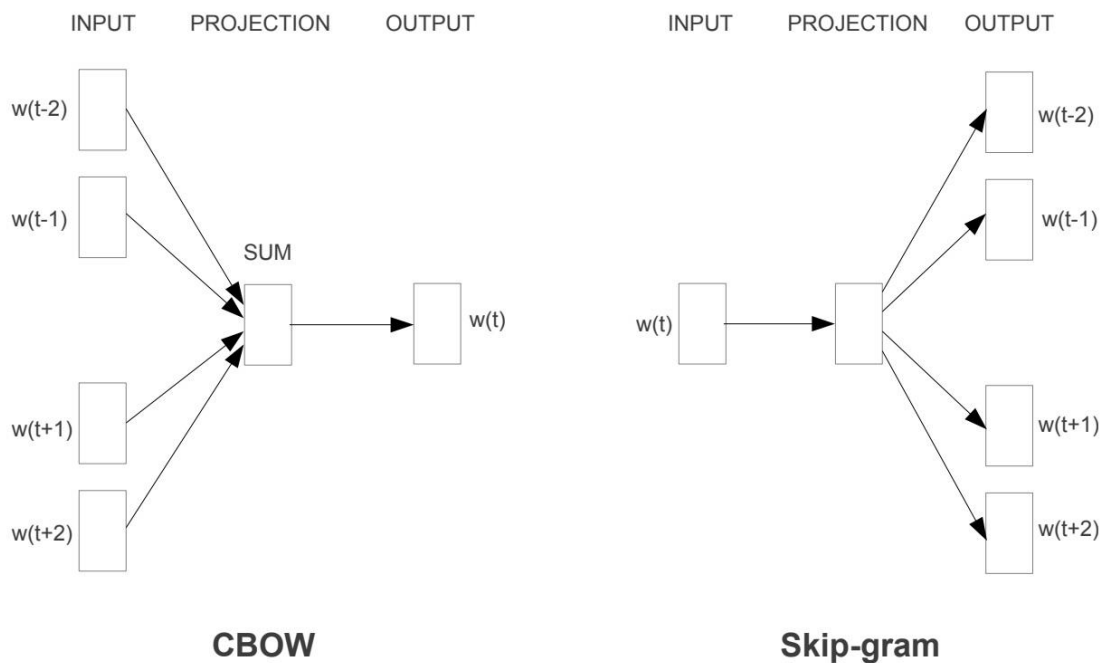 INPUT PROJECTION OUTPUT
w(t-2)
w(t-1)
SUM
w(t)
w(t+1)
w(t+2)
CBOW
INPUT PROJECTION OUTPUT
w(t-2)
w(t-1)
w(t)
w(t+1)
w(t+2)
Skip-gram